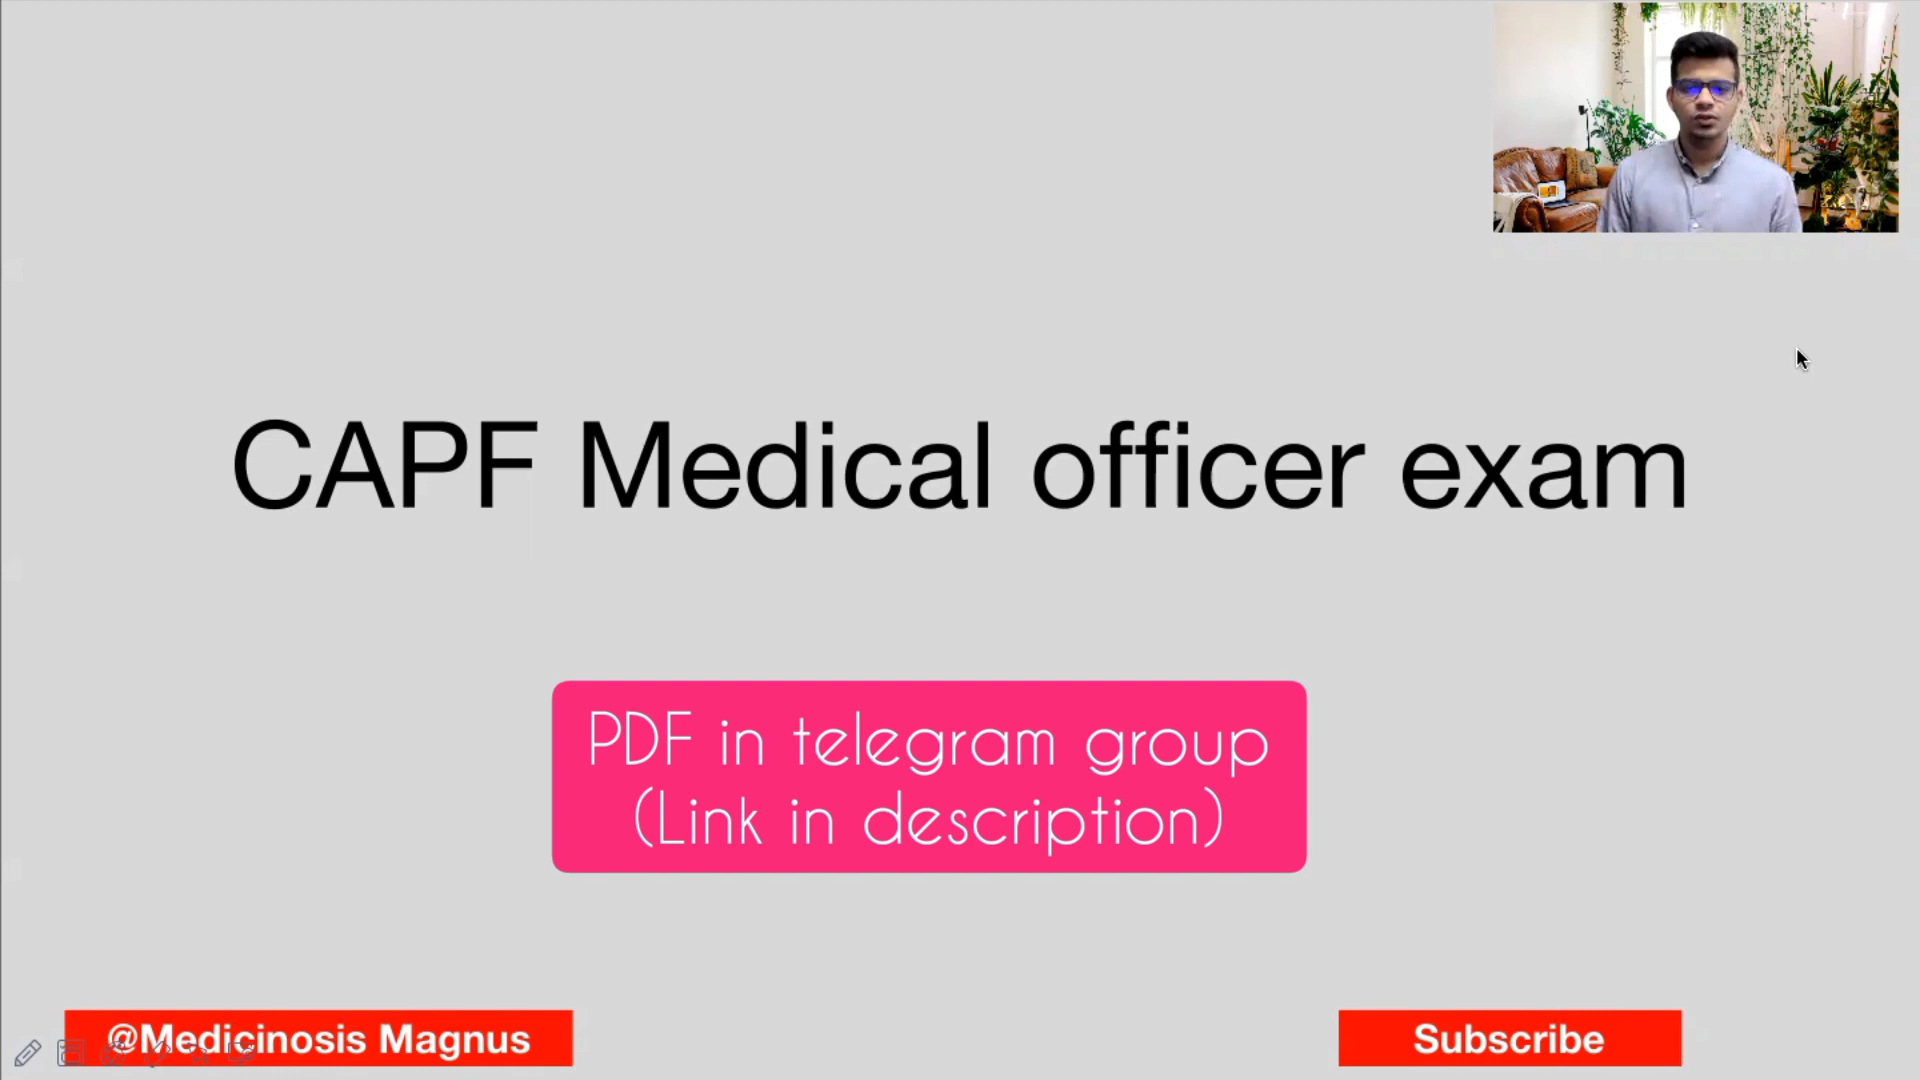 CAPF Medical officer exam
PDF in telegram group
(Link in description)
@Medicinosis Magnus
Subscribe